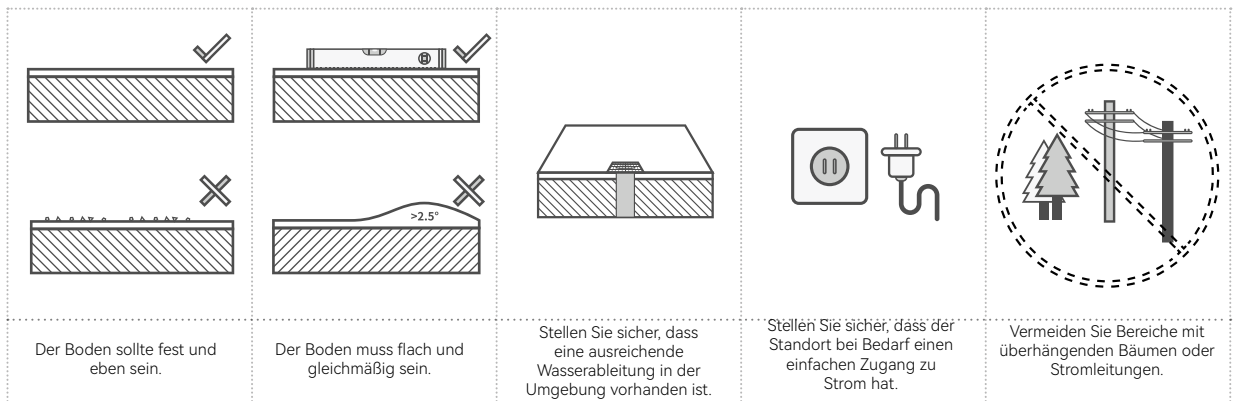 >2.5°
Der Boden sollte fest und
eben sein.
Der Boden muss flach und
gleichmäßig sein.
Stellen Sie sicher, dass
eine ausreichende
Wasserableitung in der
Umgebung vorhanden ist.
Stellen Sie sicher, dass der
Standort bei Bedarf einen
einfachen Zugang zu
Strom hat.
Vermeiden Sie Bereiche mit
überhängenden Bäumen oder
Stromleitungen.